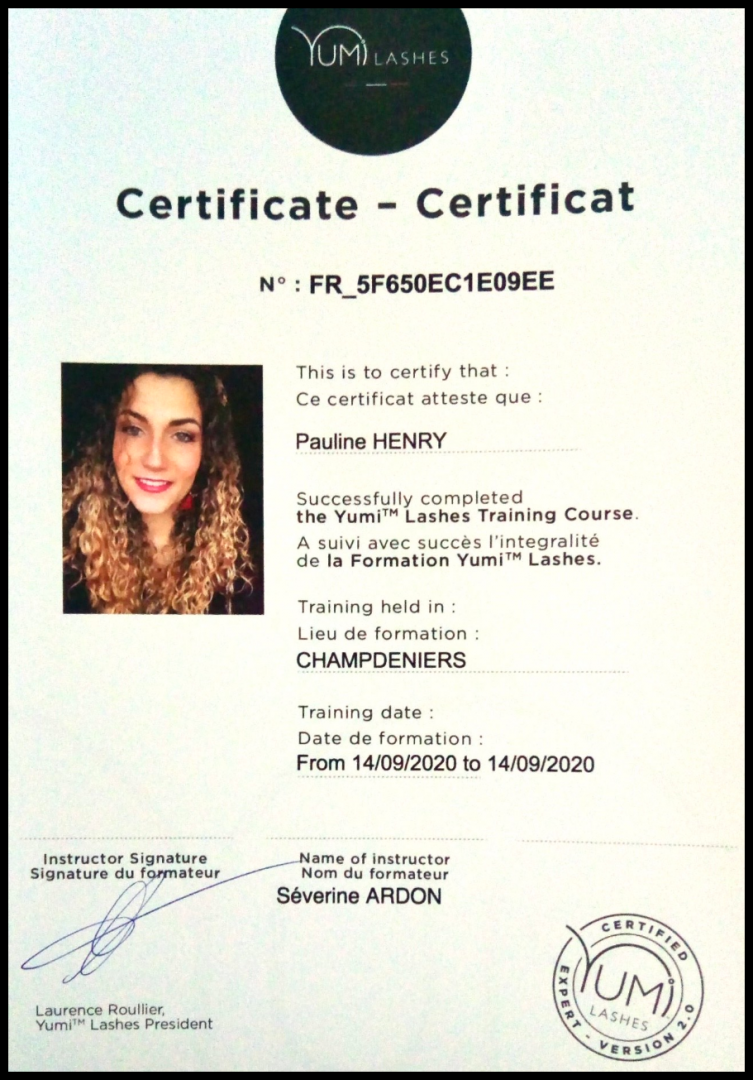 YUMI LASHES
Certificate – Certificat
N° : FR_5F650EC1E09EE
This is to certify that :
Ce certificat atteste que :
Pauline HENRY
Successfully completed
the Yumi™ Lashes Training Course.
A suivi avec succès l'integralité
de la Formation Yumi™ Lashes.
Training held in :
Lieu de formation :
CHAMPDENIERS
Training date :
Date de formation :
From 14/09/2020 to 14/09/2020
Instructor Signature
Signature du formateur
Name of instructor
Nom du formateur
Séverine ARDON
Laurence Roullier,
Yumi™ Lashes President
CERTIFIED
YUMI
LASHES
EXPERT - VERSION 2.0